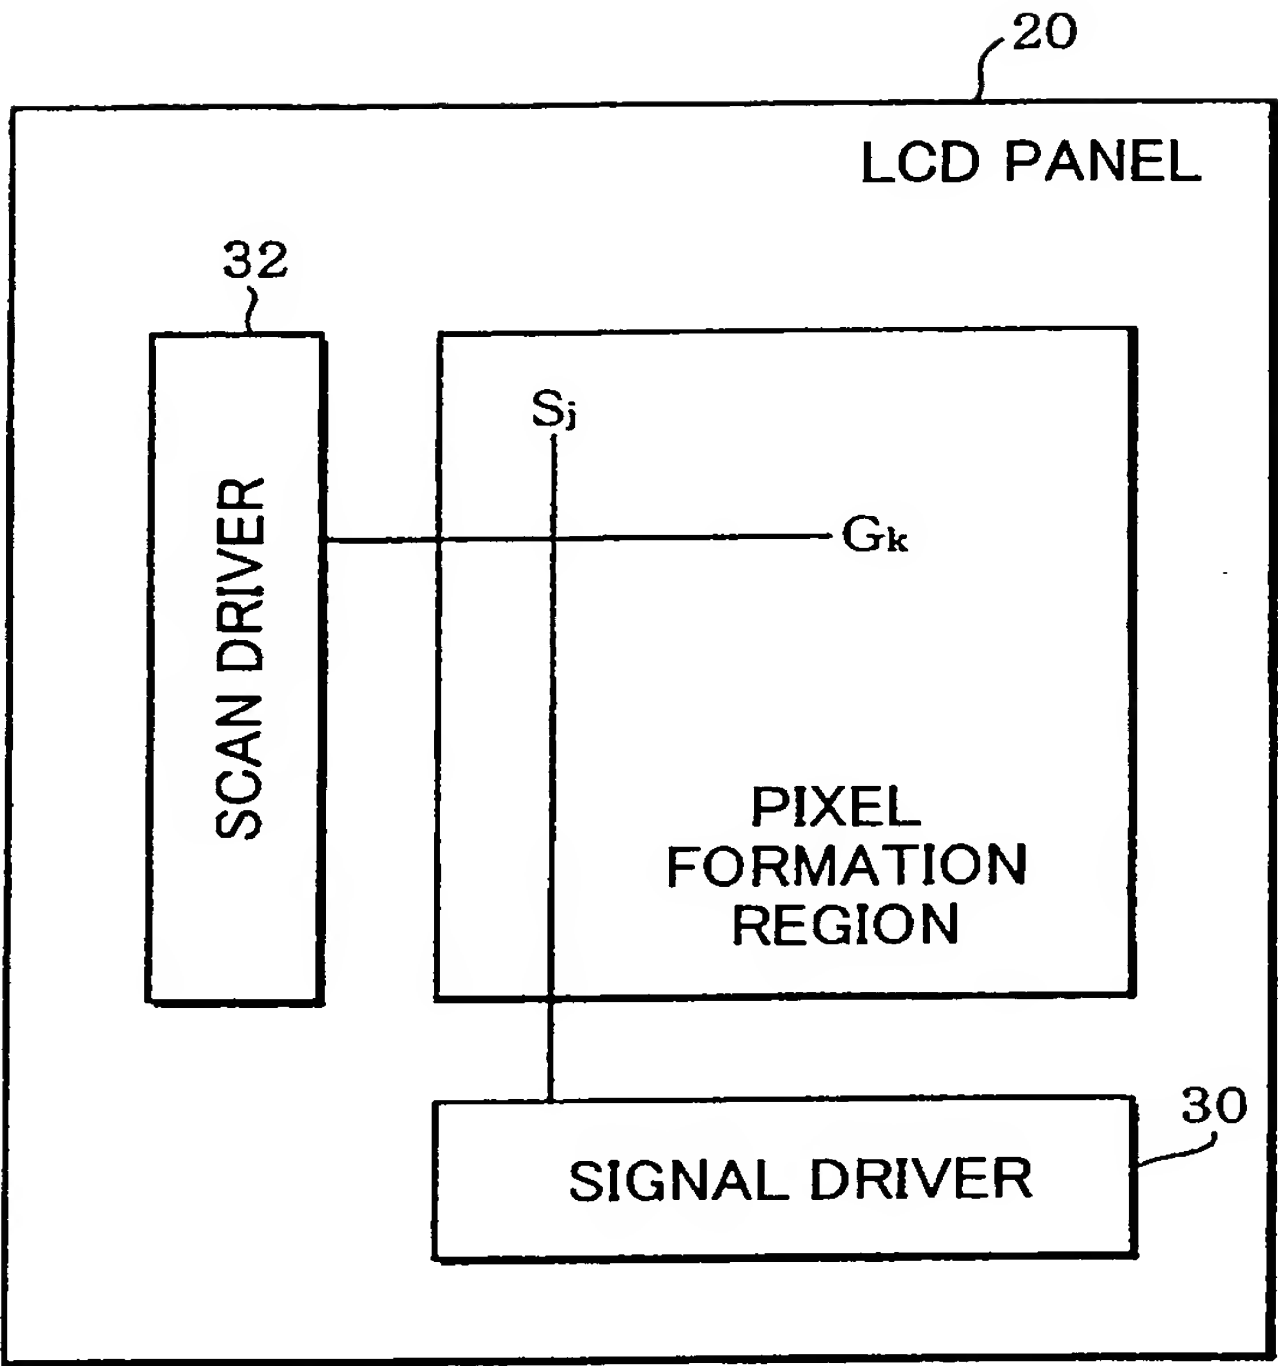 20
LCD PANEL
32
Sj
Gk
SCAN DRIVER
PIXEL
FORMATION
REGION
30
SIGNAL DRIVER